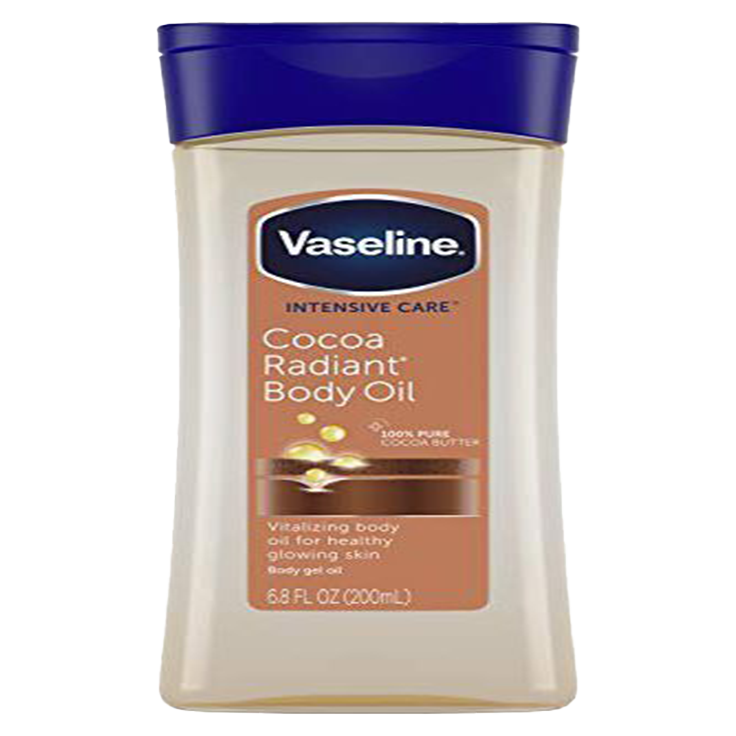 Vaseline.
INTENSIVE CARE™
Cocoa
Radiant*
Body Oil
100% PURE
COCOA BUTTER
Vitalizing body
oil for healthy
glowing skin
Body gel oil
6.8 FL OZ (200mL)